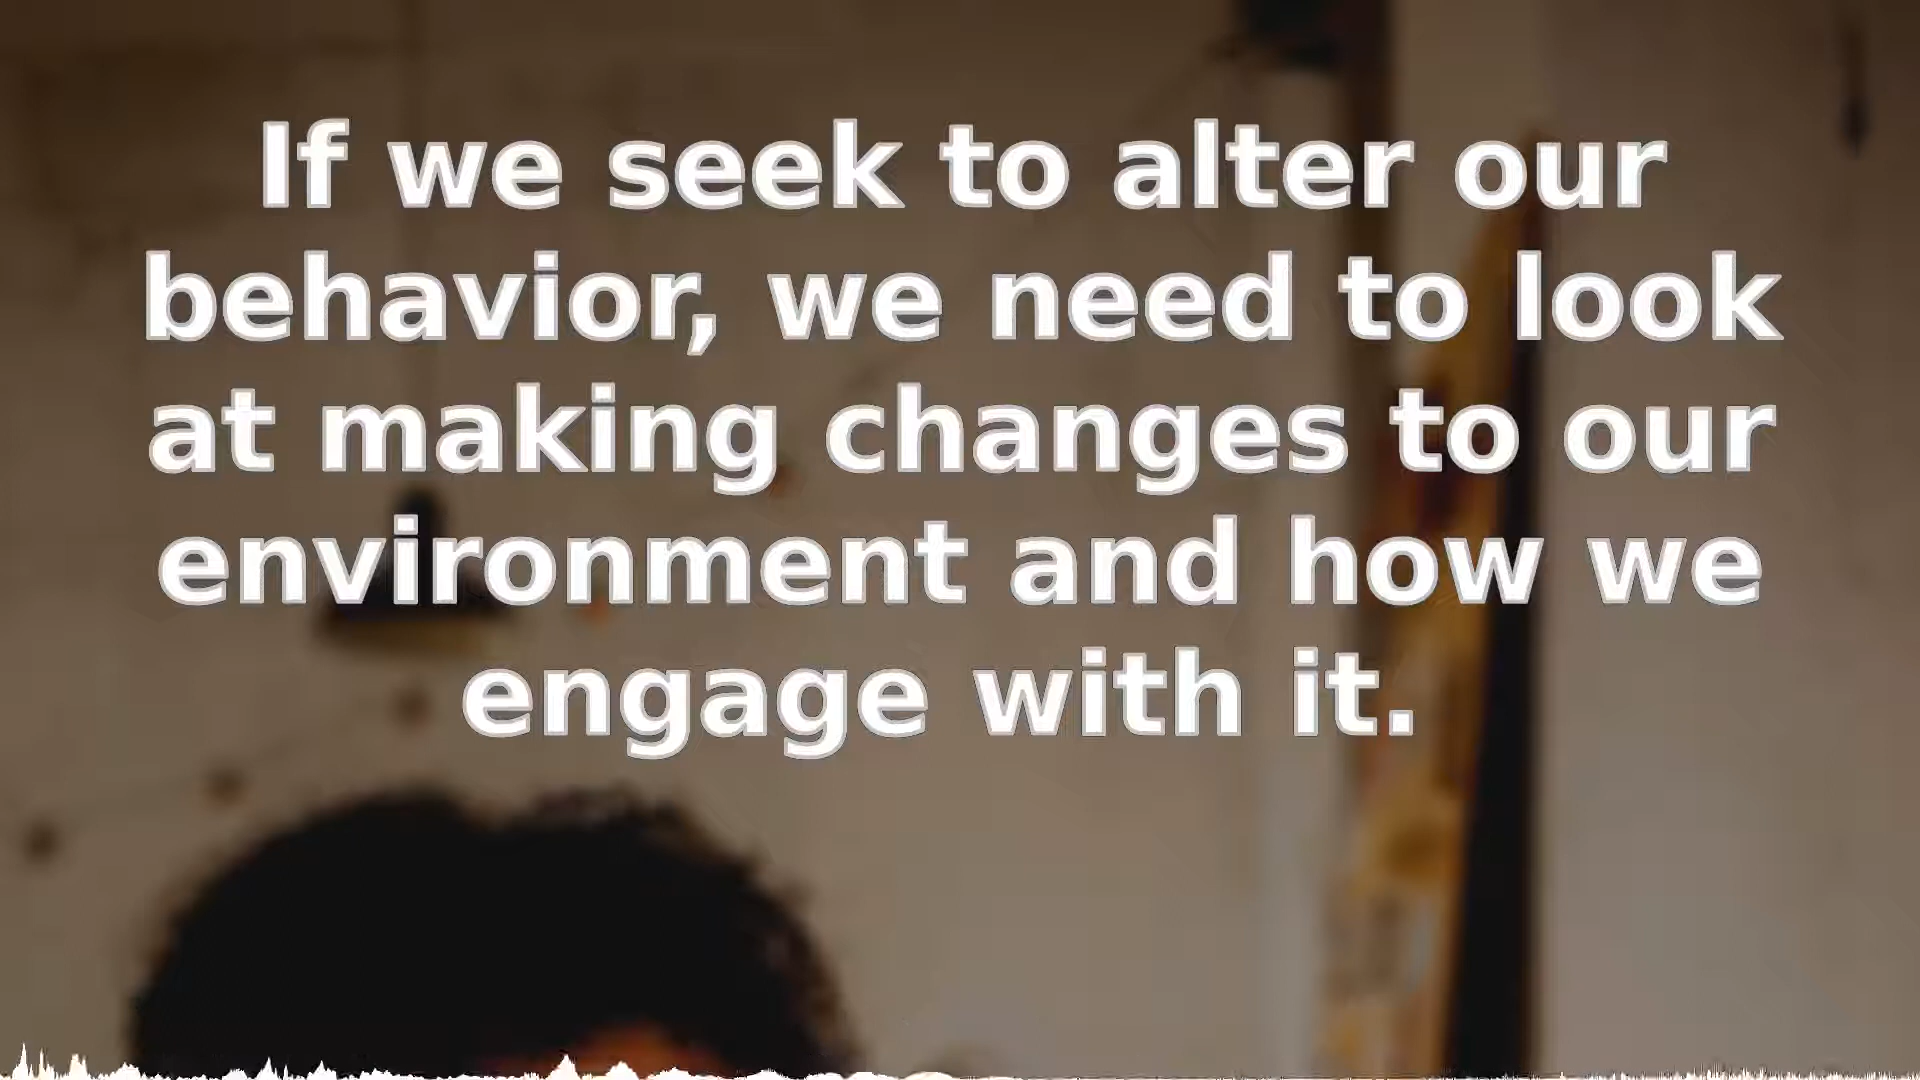 If we seek to alter our
behavior, we need to look
at making changes to our
environment and how we
engage with it.